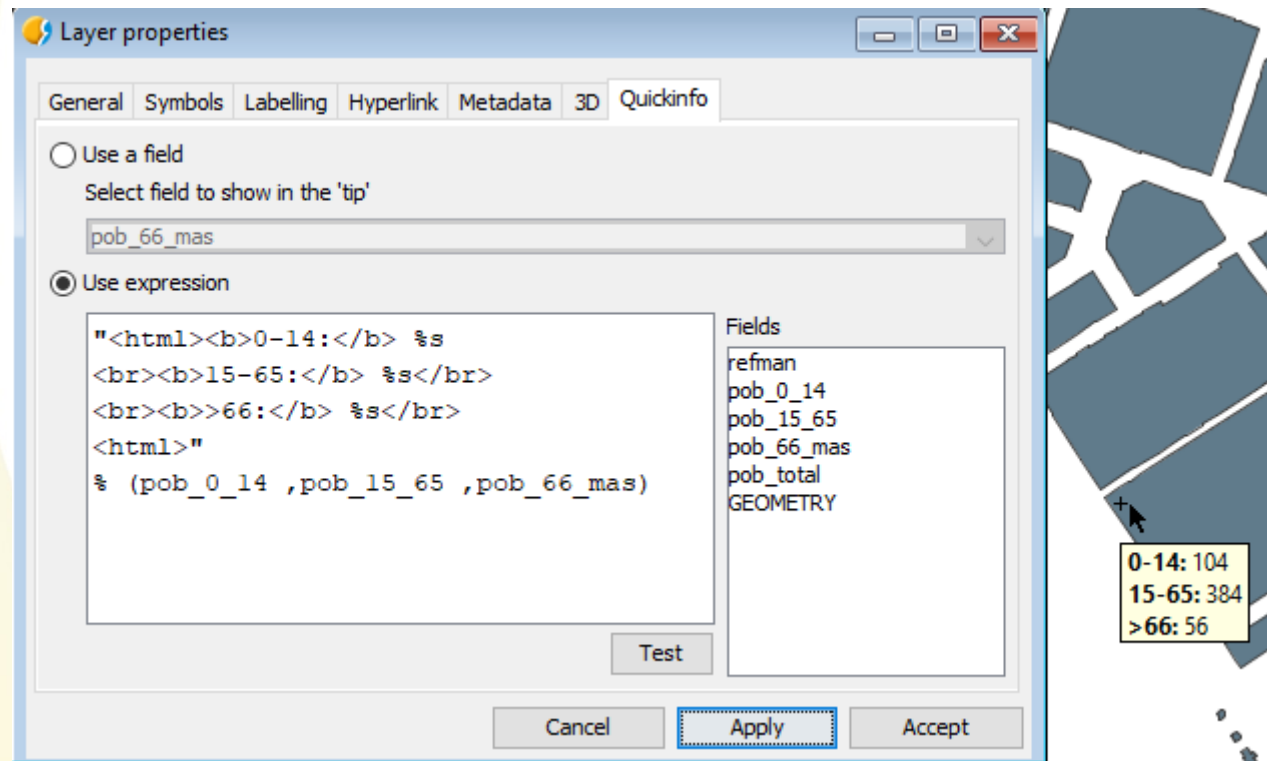 Layer properties
General Symbols Labelling Hyperlink Metadata 3D Quickinfo
Use a field
Select field to show in the 'tip'
pob_66_mas
Use expression
"<html><b>0-14:</b> %s
<br><b>15-65:</b> %s</br>
<br><b>>66:</b> %s</br>
<html>"
% (pob_0_14 ,pob_15_65 ,pob_66_mas)
Fields
refman
pob_0_14
pob_15_65
pob_66_mas
pob_total
GEOMETRY
Test
Cancel Apply Accept
0-14: 104
15-65: 384
>66: 56